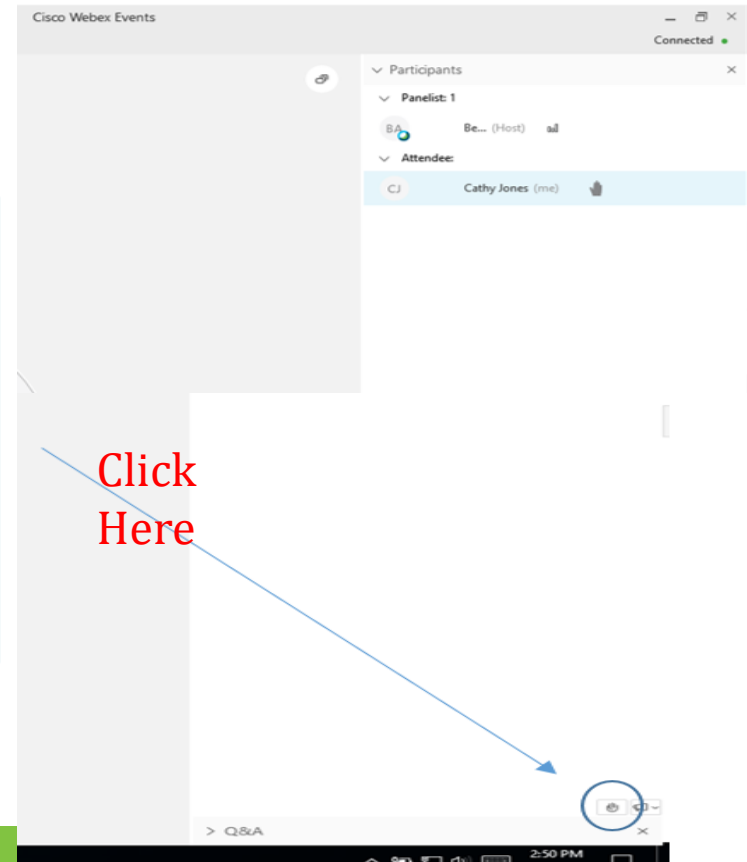 Cisco Webex Events
Connected
Participants
Panelist: 1
BA Be... (Host)
Attendee:
CJ Cathy Jones (me)
Click
Here
> Q&A
2:50 PM